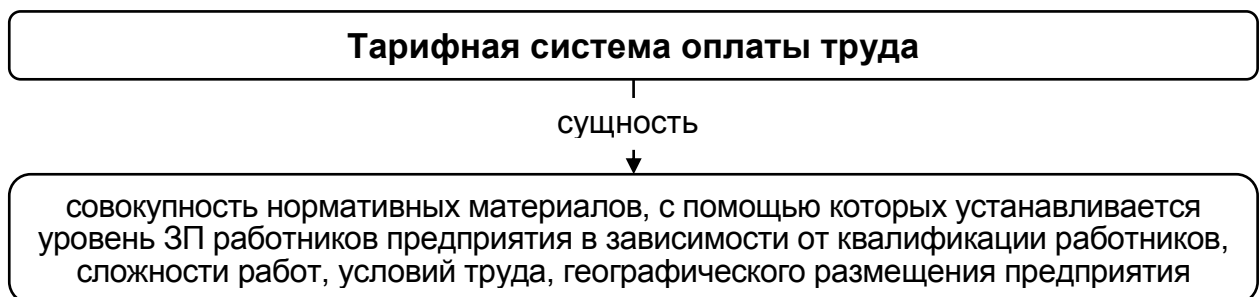 Тарифная система оплаты труда
сущность
совокупность нормативных материалов, с помощью которых устанавливается
уровень ЗП работников предприятия в зависимости от квалификации работников,
сложности работ, условий труда, географического размещения предприятия